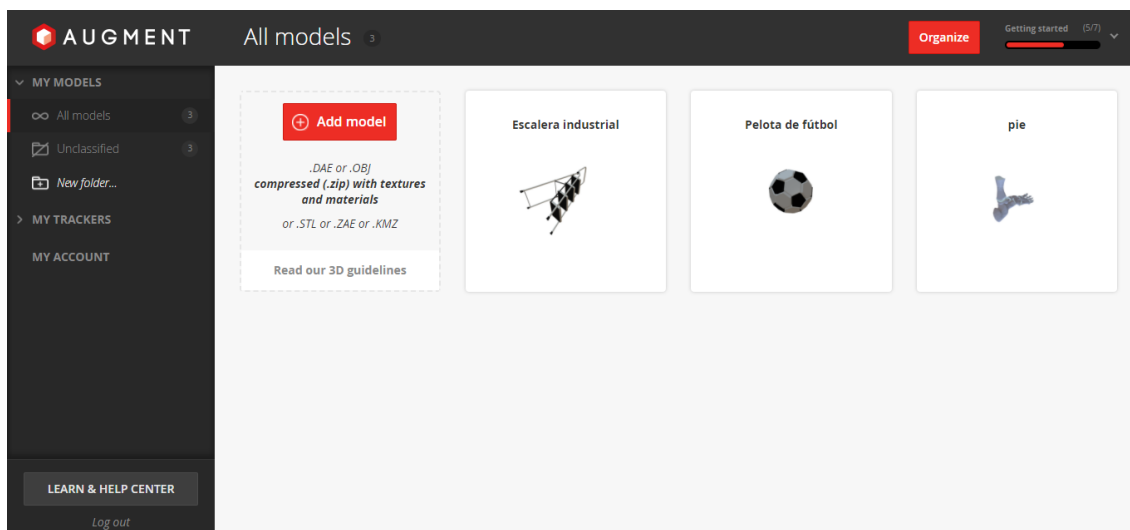 AUGMENT
All models 3
Organize
Getting started (5/7)
MY MODELS
All models 3
Unclassified 3
New folder...
MY TRACKERS
MY ACCOUNT
LEARN & HELP CENTER
Log out
Add model
.DAE or .OBJ
compressed (.zip) with textures
and materials
or .STL or .ZAE or .KMZ
Read our 3D guidelines
Escalera industrial
Pelota de fútbol
pie